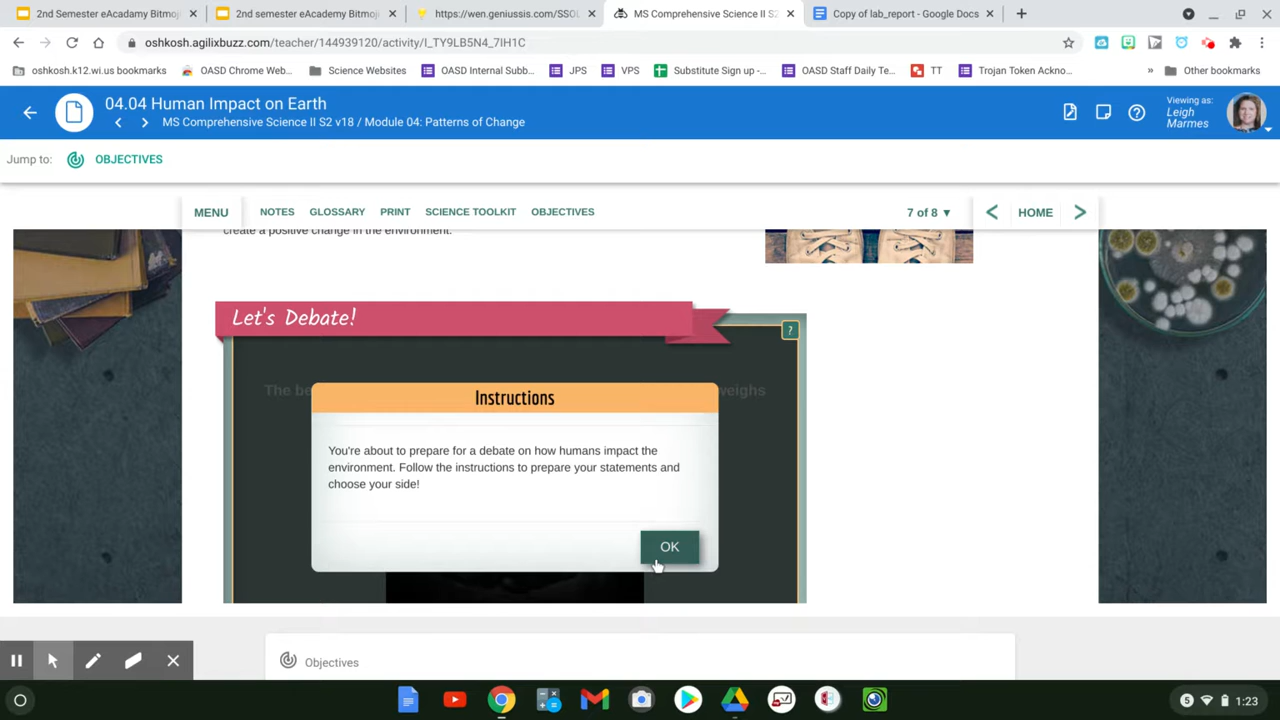 2nd Semester eAcademy Bitmoji
2nd semester eAcademy Bitmoji
https://wen.geniussis.com/SSOL
MS Comprehensive Science II S2
Copy of lab_report - Google Docs
oshkosh.agilixbuzz.com/teacher/144939120/activity/I_TY9LB5N4_7IH1C
oshkosh.k12.wi.us bookmarks
OASD Chrome Web...
Science Websites
OASD Internal Subb...
JPS
VPS
Substitute Sign up -...
OASD Staff Daily Te...
TT
Trojan Token Ackno...
»
Other bookmarks
04.04 Human Impact on Earth
MS Comprehensive Science II S2 v18 / Module 04: Patterns of Change
Viewing as:
Leigh
Marmes
Jump to:
OBJECTIVES
MENU
NOTES
GLOSSARY
PRINT
SCIENCE TOOLKIT
OBJECTIVES
7 of 8
HOME
create a positive change in the environment.
Let's Debate!
?
The be
weighs
Instructions
You're about to prepare for a debate on how humans impact the
environment. Follow the instructions to prepare your statements and
choose your side!
OK
Objectives
5
1:23